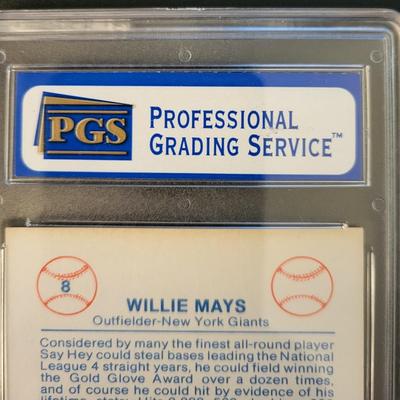 PGS
PROFESSIONAL
GRADING SERVICE™
8
WILLIE MAYS
Outfielder-New York Giants
Considered by many the finest all-round player
Say Hey could steal bases leading the National
League 4 straight years, he could field winning
the Gold Glove Award over a dozen times,
and of course he could hit by evidence of his